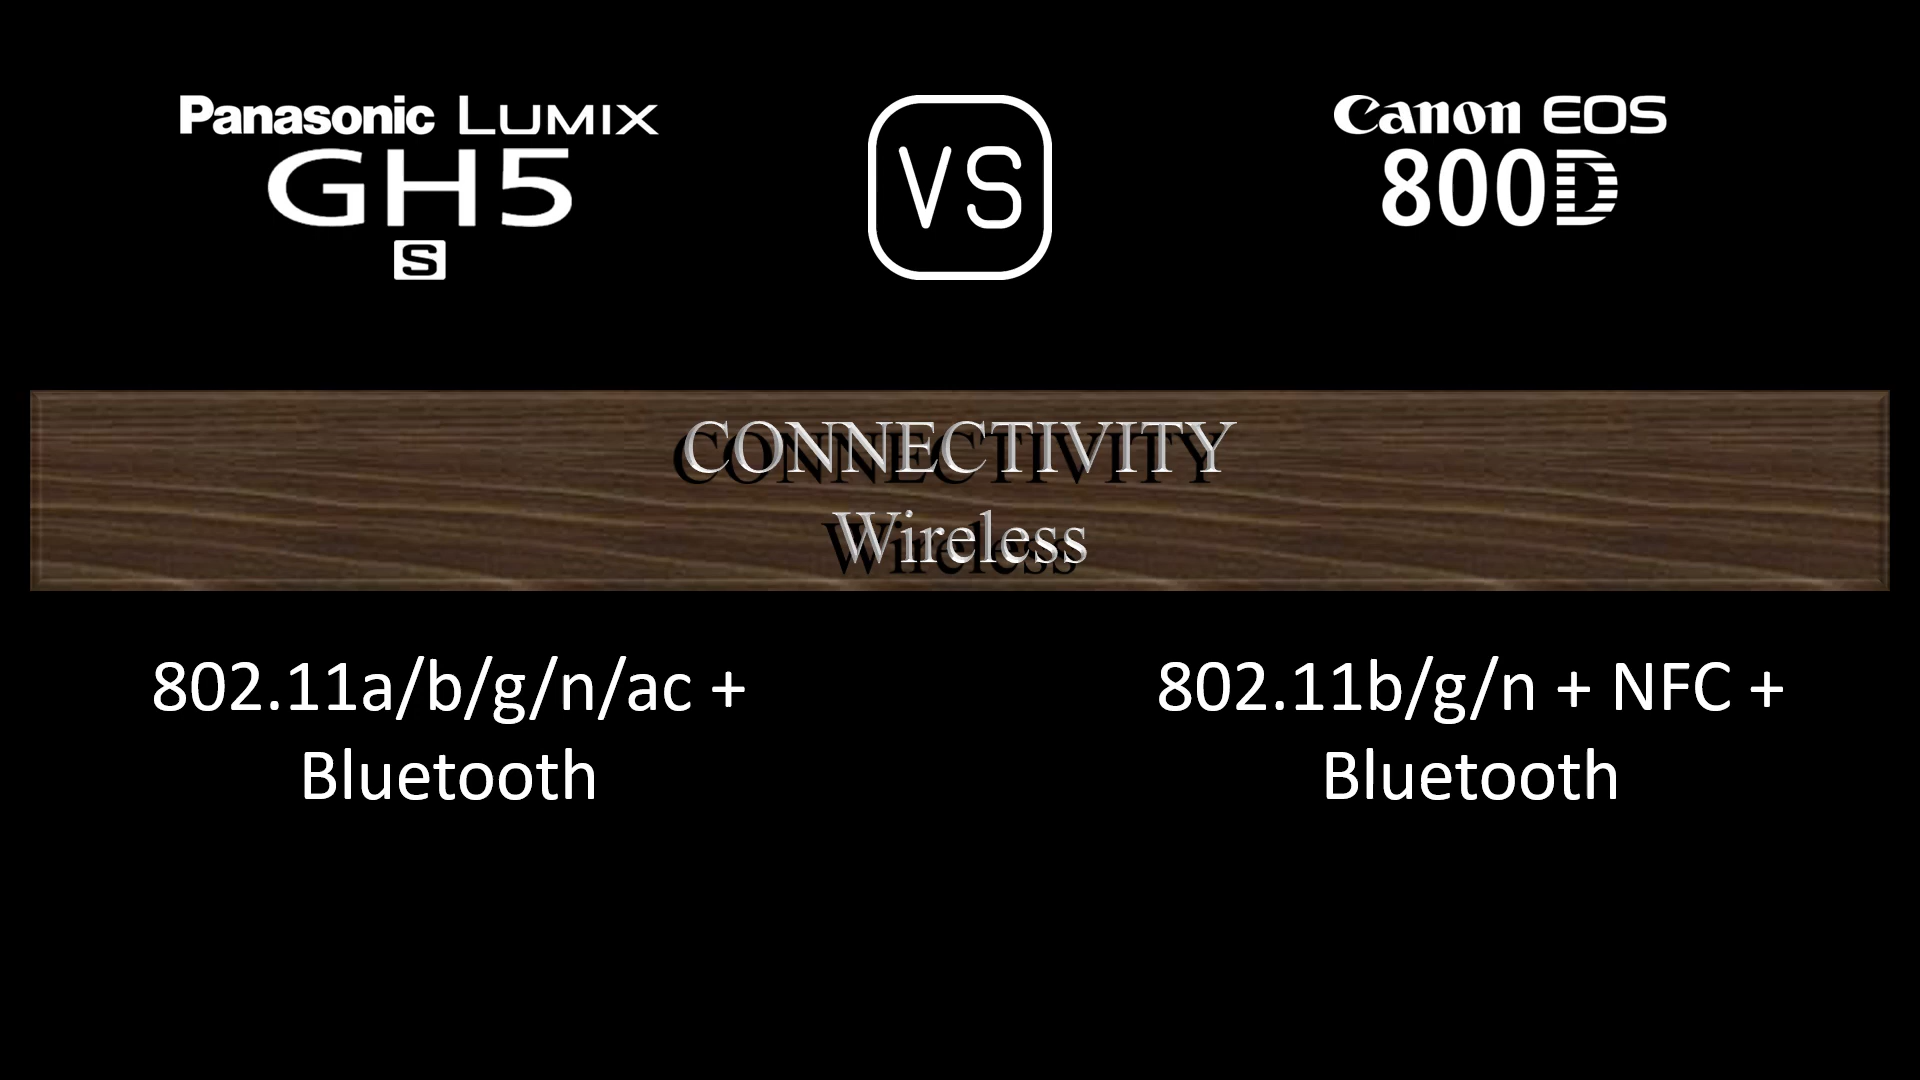 Panasonic LUMIX
GH5
S
VS
Canon EOS
800D
CONNECTIVITY
Wireless
802.11a/b/g/n/ac +
Bluetooth
802.11b/g/n + NFC +
Bluetooth